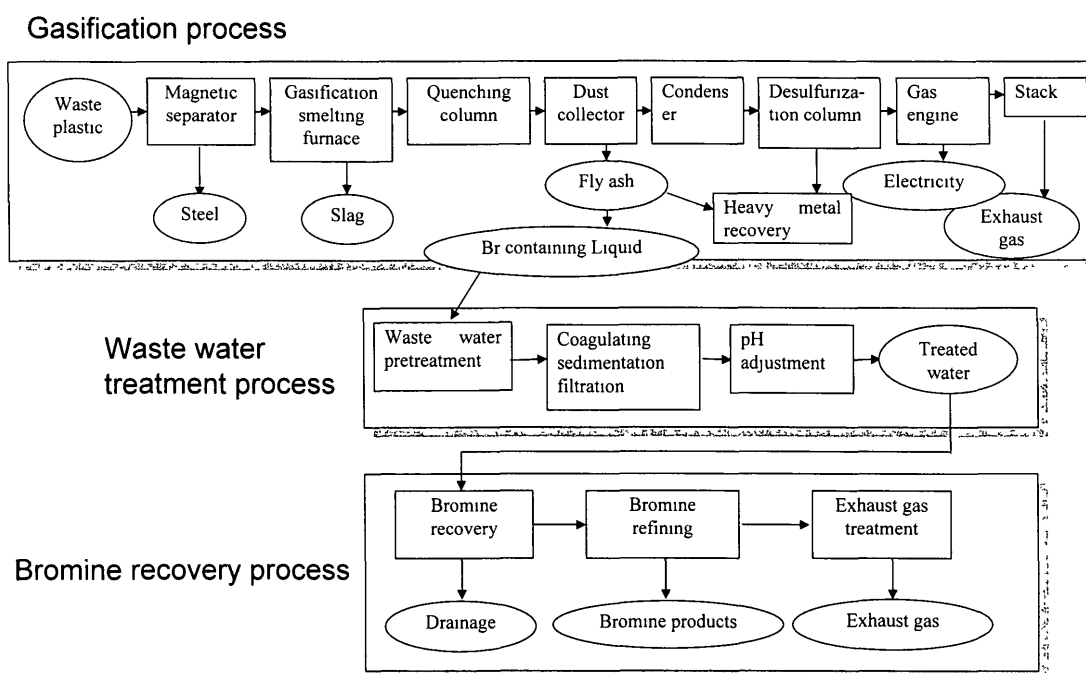 Gasification process
Waste
plastic
Magnetic
separator
Gasification
smelting
furnace
Quenching
column
Dust
collector
Condens
er
Desulfuriza-
tion column
Gas
engine
Stack
Steel
Slag
Fly ash
Heavy metal
recovery
Electricity
Exhaust
gas
Br containing Liquid
Waste water
treatment process
Waste water
pretreatment
Coagulating
sedimentation
filtration
pH
adjustment
Treated
water
Bromine recovery process
Bromine
recovery
Bromine
refining
Exhaust gas
treatment
Drainage
Bromine products
Exhaust gas